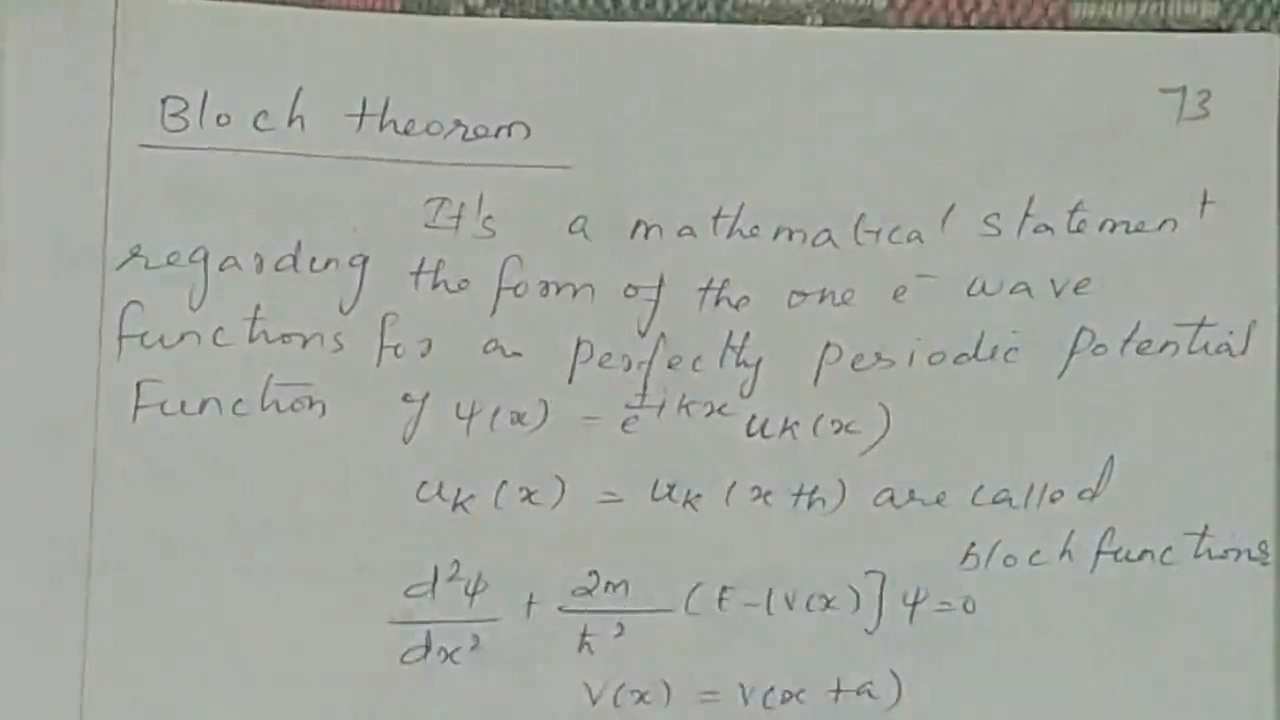 73
Bloch theorem
It's a mathematical statement
regarding the form of the one e⁻ wave
functions for a perfectly periodic potential
Function ψ(x) = e^{±ikx} uk(x)
uk(x) = uk(x+h) are called
bloch functions
d²ψ/dx² + 2m/ħ² (E-(V(x)] ψ=0
V(x) = V(x+a)